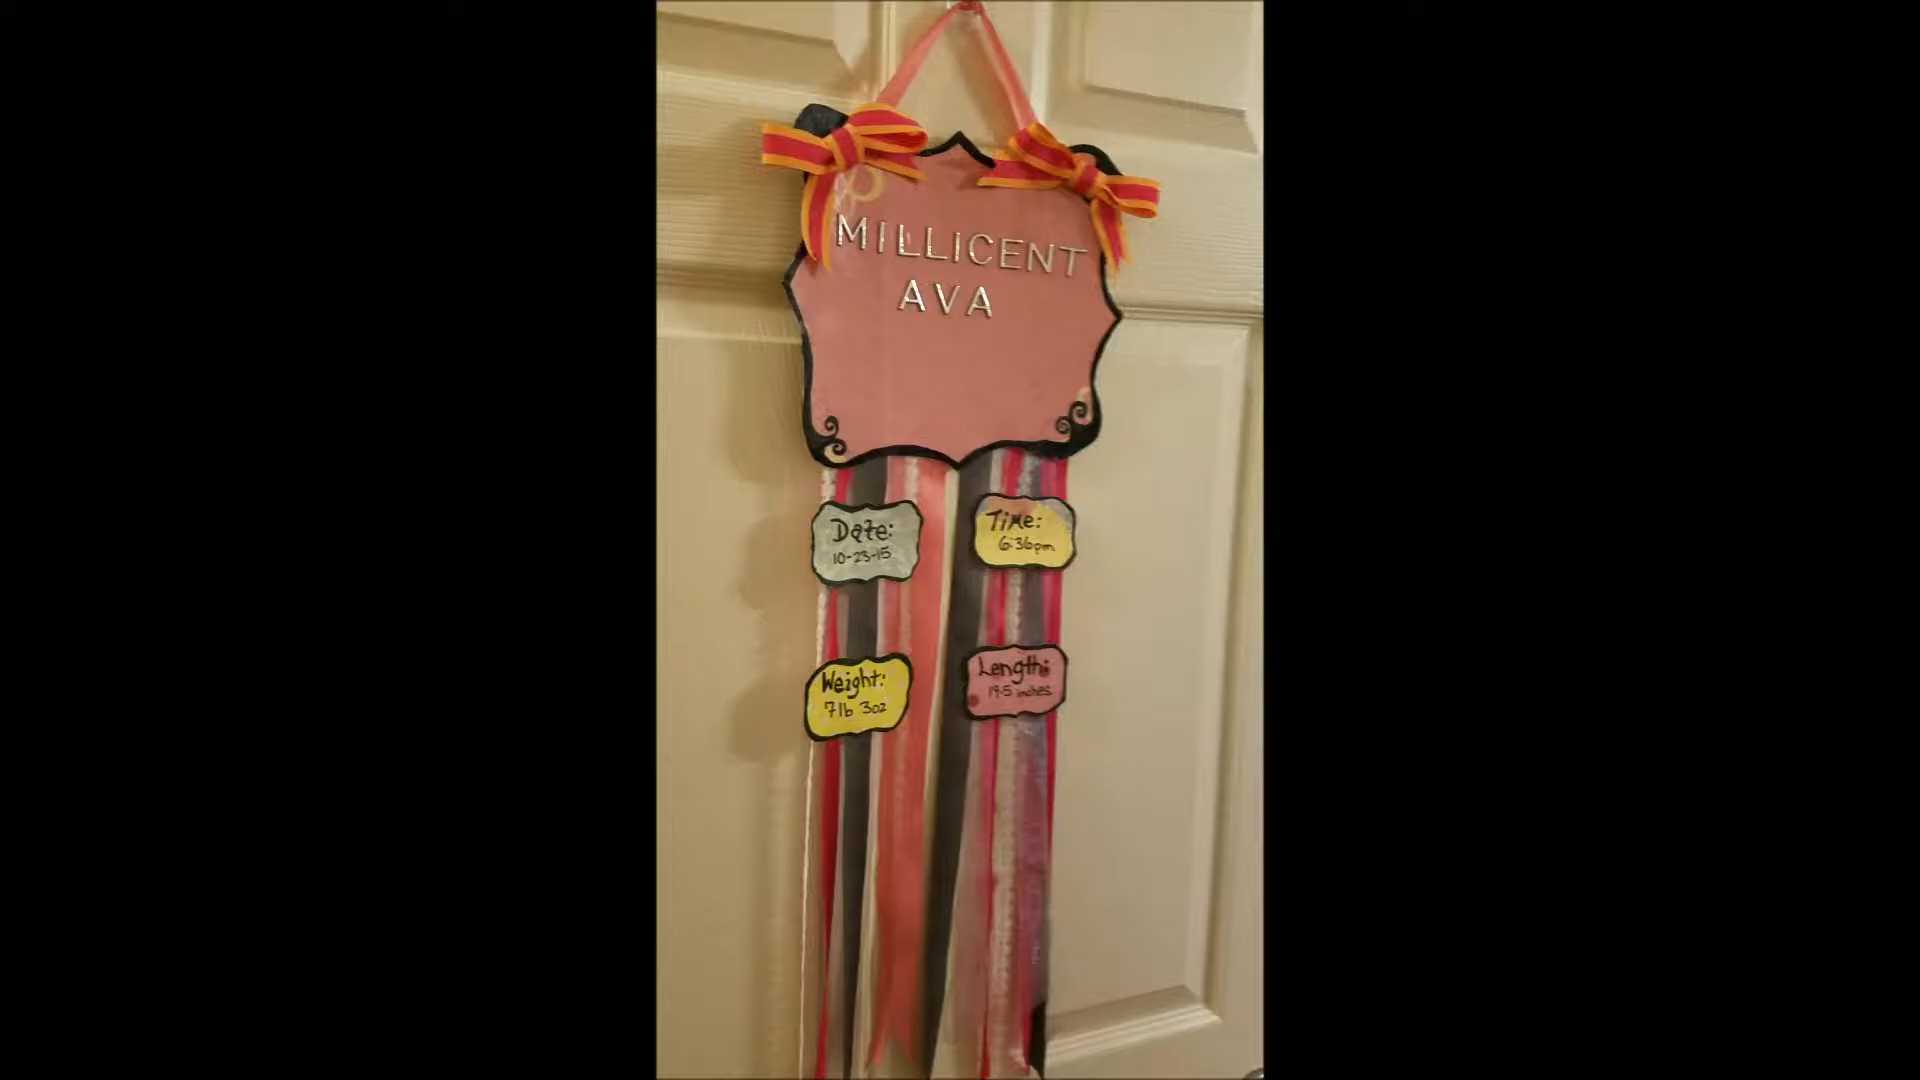 MILLICENT
AVA
Date:
10-23-15
Time:
6:36pm
Weight:
7lb 3oz
Length:
19.5 inches